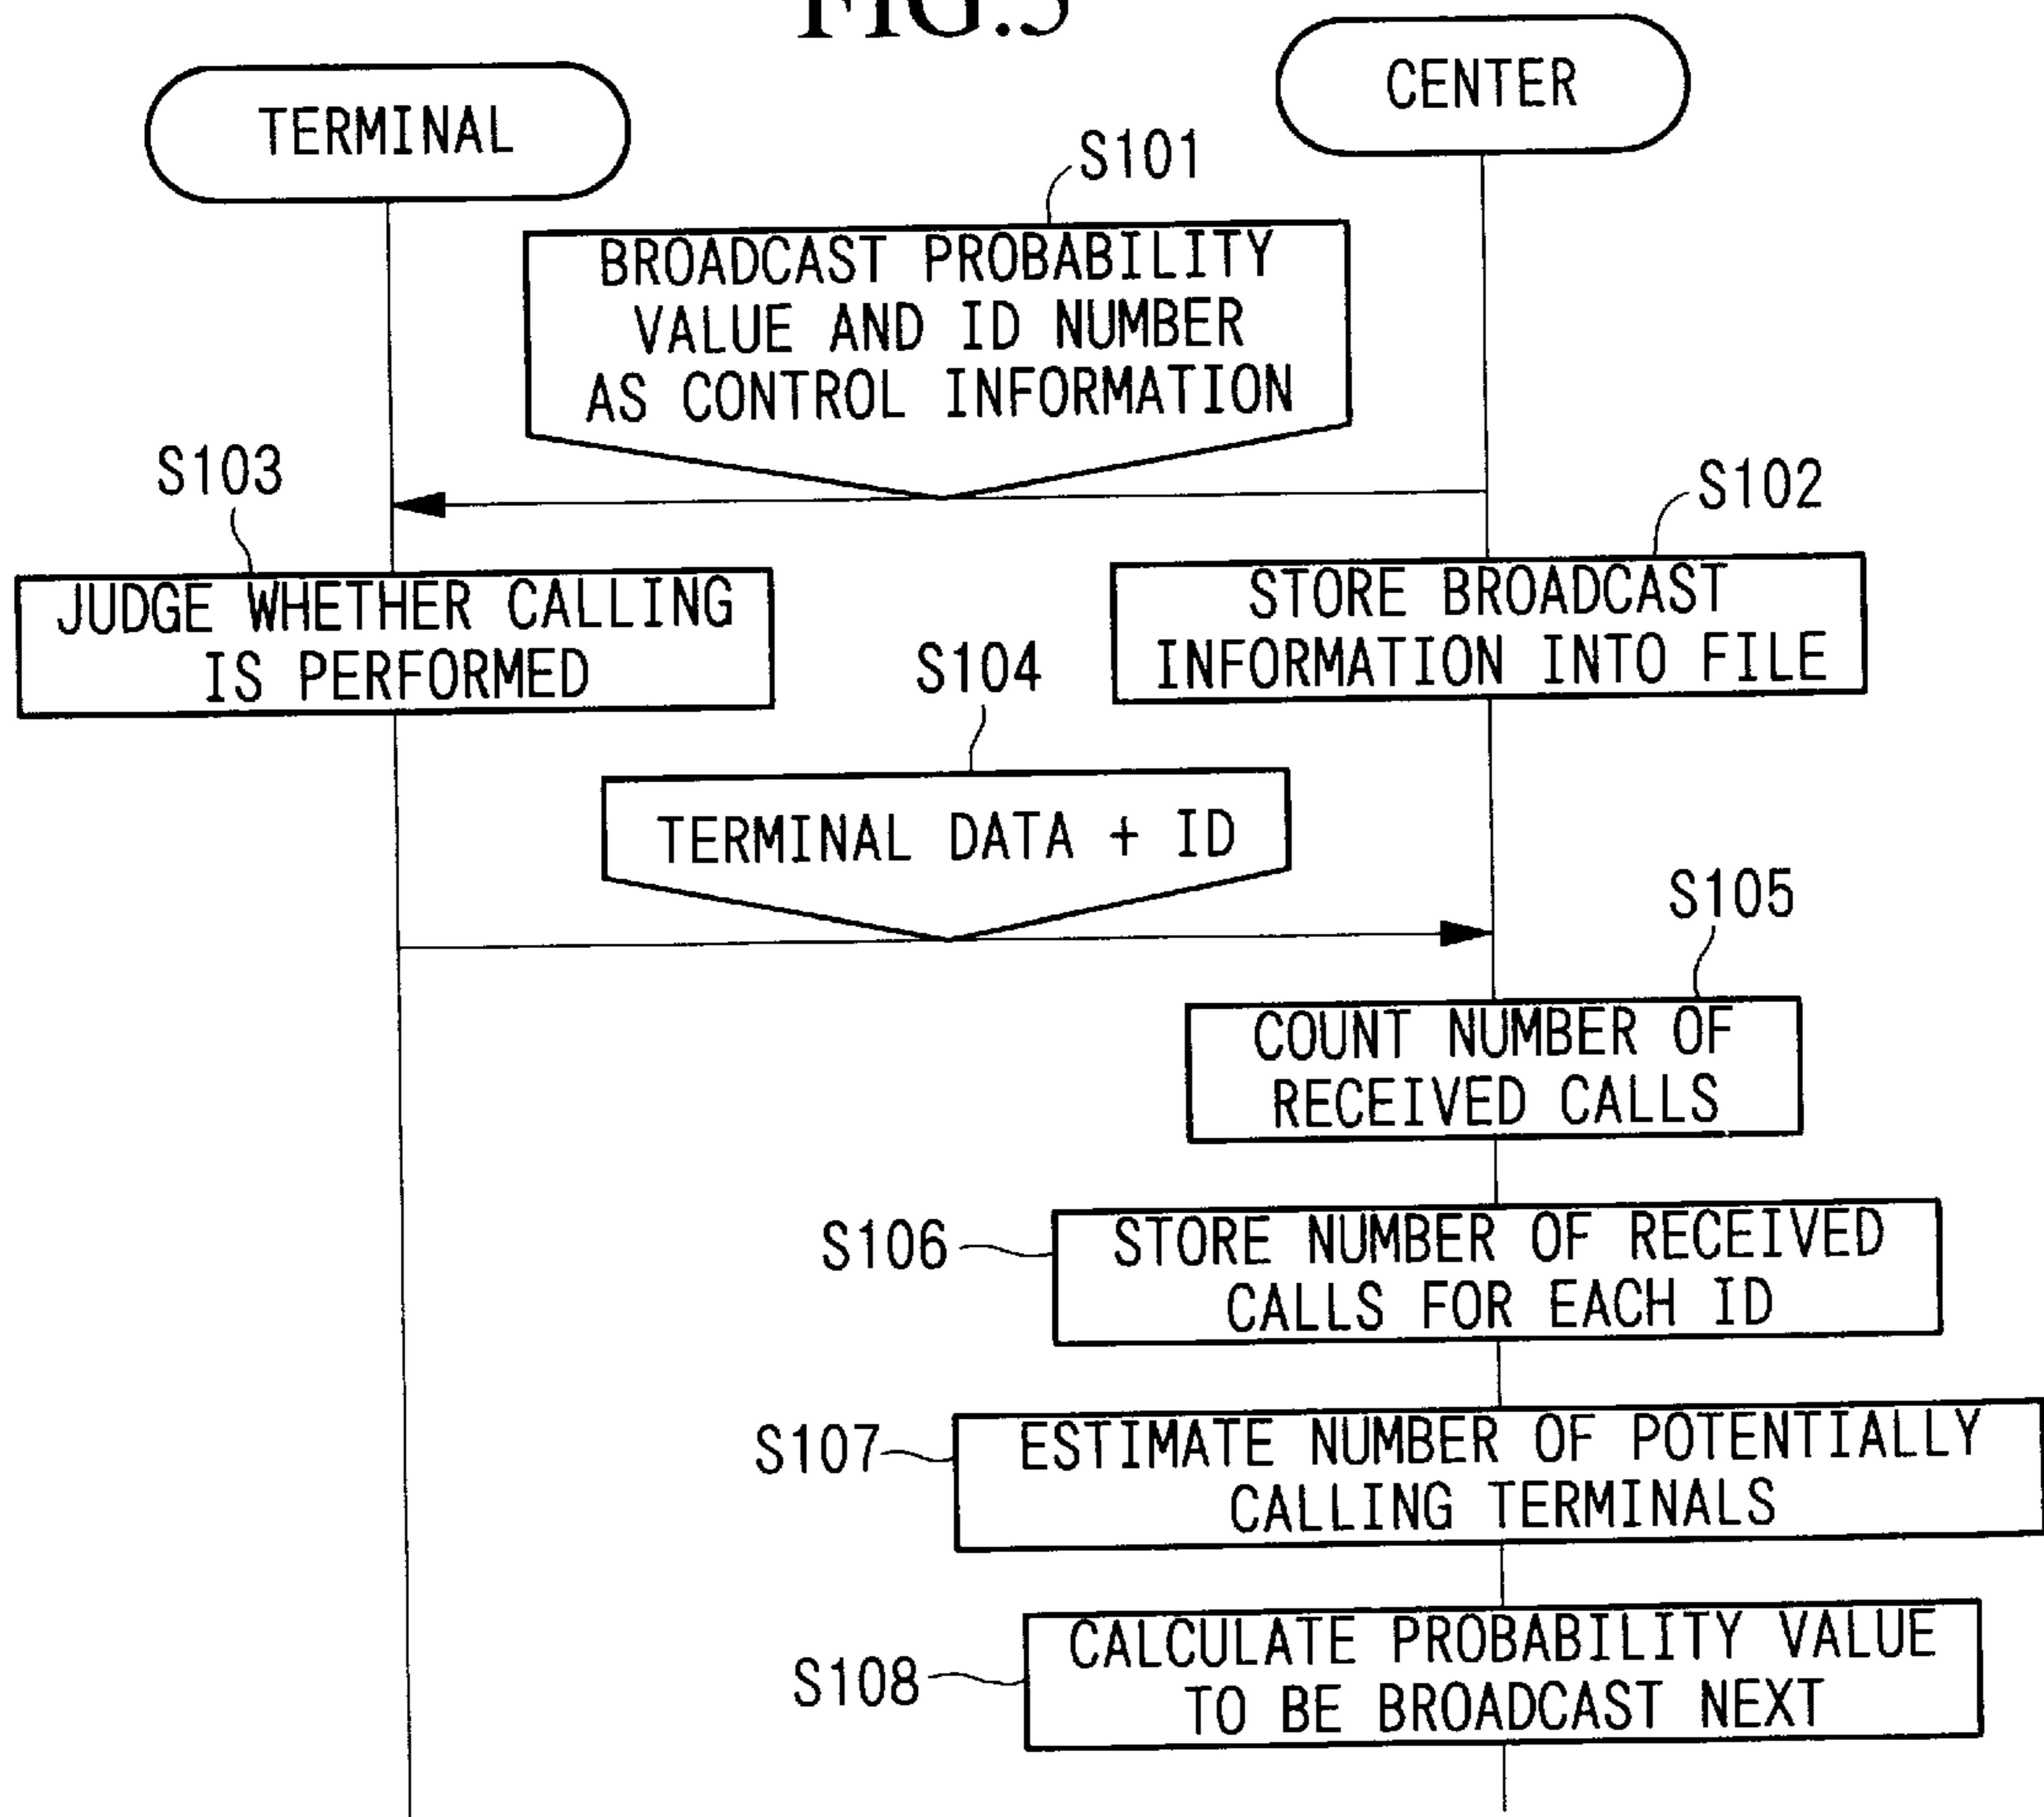 FIG.5
TERMINAL
CENTER
S101
BROADCAST PROBABILITY
VALUE AND ID NUMBER
AS CONTROL INFORMATION
S103
S102
JUDGE WHETHER CALLING
IS PERFORMED
STORE BROADCAST
INFORMATION INTO FILE
S104
TERMINAL DATA + ID
S105
COUNT NUMBER OF
RECEIVED CALLS
S106
STORE NUMBER OF RECEIVED
CALLS FOR EACH ID
S107
ESTIMATE NUMBER OF POTENTIALLY
CALLING TERMINALS
S108
CALCULATE PROBABILITY VALUE
TO BE BROADCAST NEXT